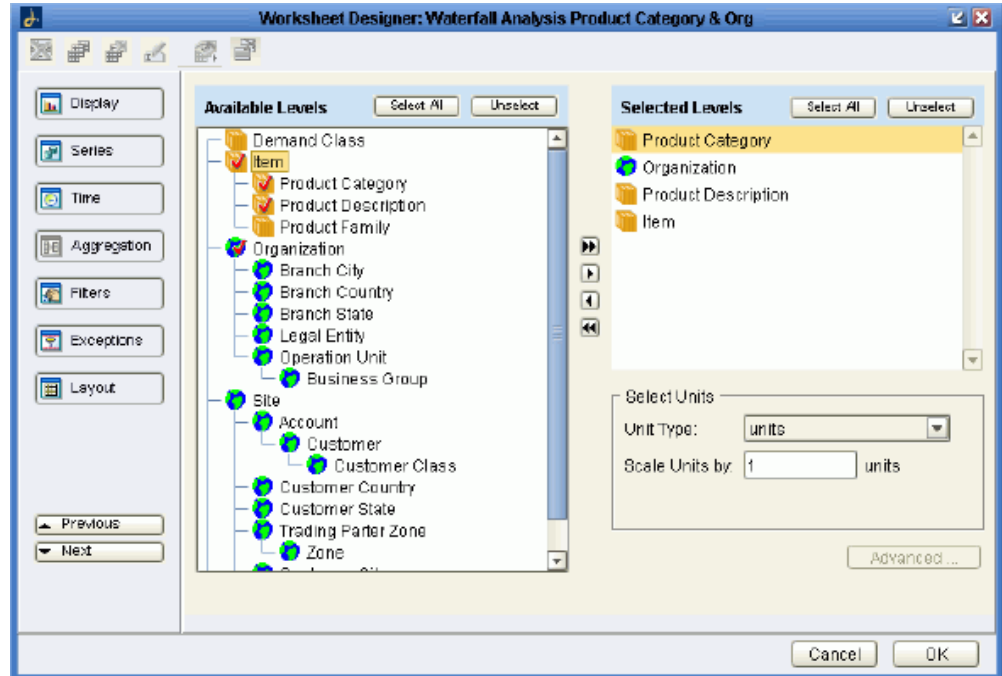 Worksheet Designer: Waterfall Analysis Product Category & Org
Display
Series
Time
Aggregation
Filters
Exceptions
Layout
Previous
Next
Available Levels
Select All
Unselect
Demand Class
Item
Product Category
Product Description
Product Family
Organization
Branch City
Branch Country
Branch State
Legal Entity
Operation Unit
Business Group
Site
Account
Customer
Customer Class
Customer Country
Customer State
Trading Parter Zone
Zone
Selected Levels
Select All
Unselect
Product Category
Organization
Product Description
Item
Select Units
Unit Type: units
Scale Units by: 1 units
Advanced ...
Cancel
OK